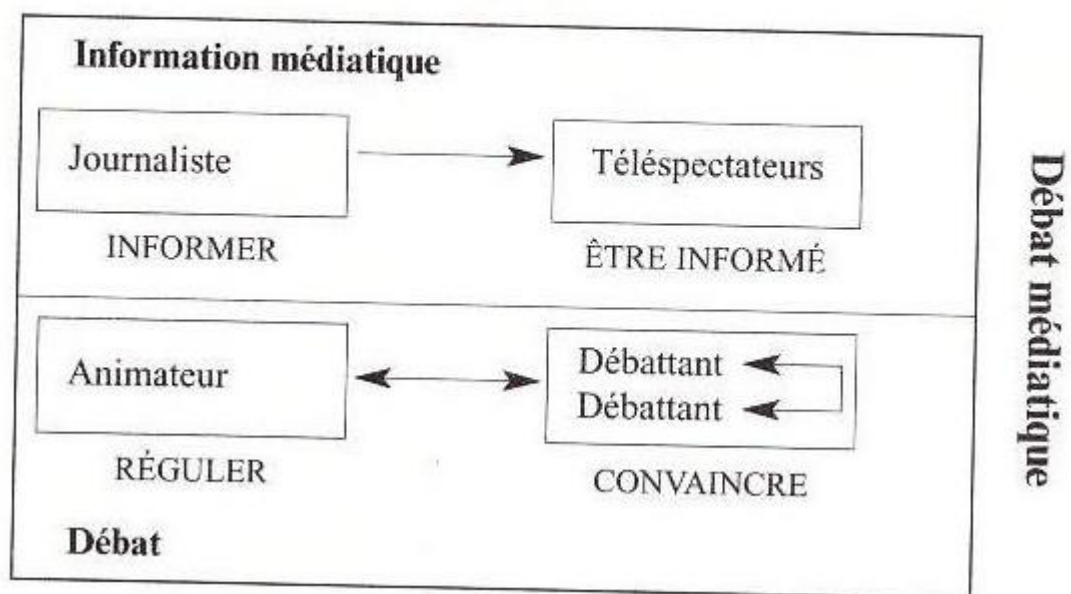 Information médiatique
Journaliste
Téléspectateurs
INFORMER
ÊTRE INFORMÉ
Animateur
Débattant
Débattant
RÉGULER
CONVAINCRE
Débat
Débat médiatique